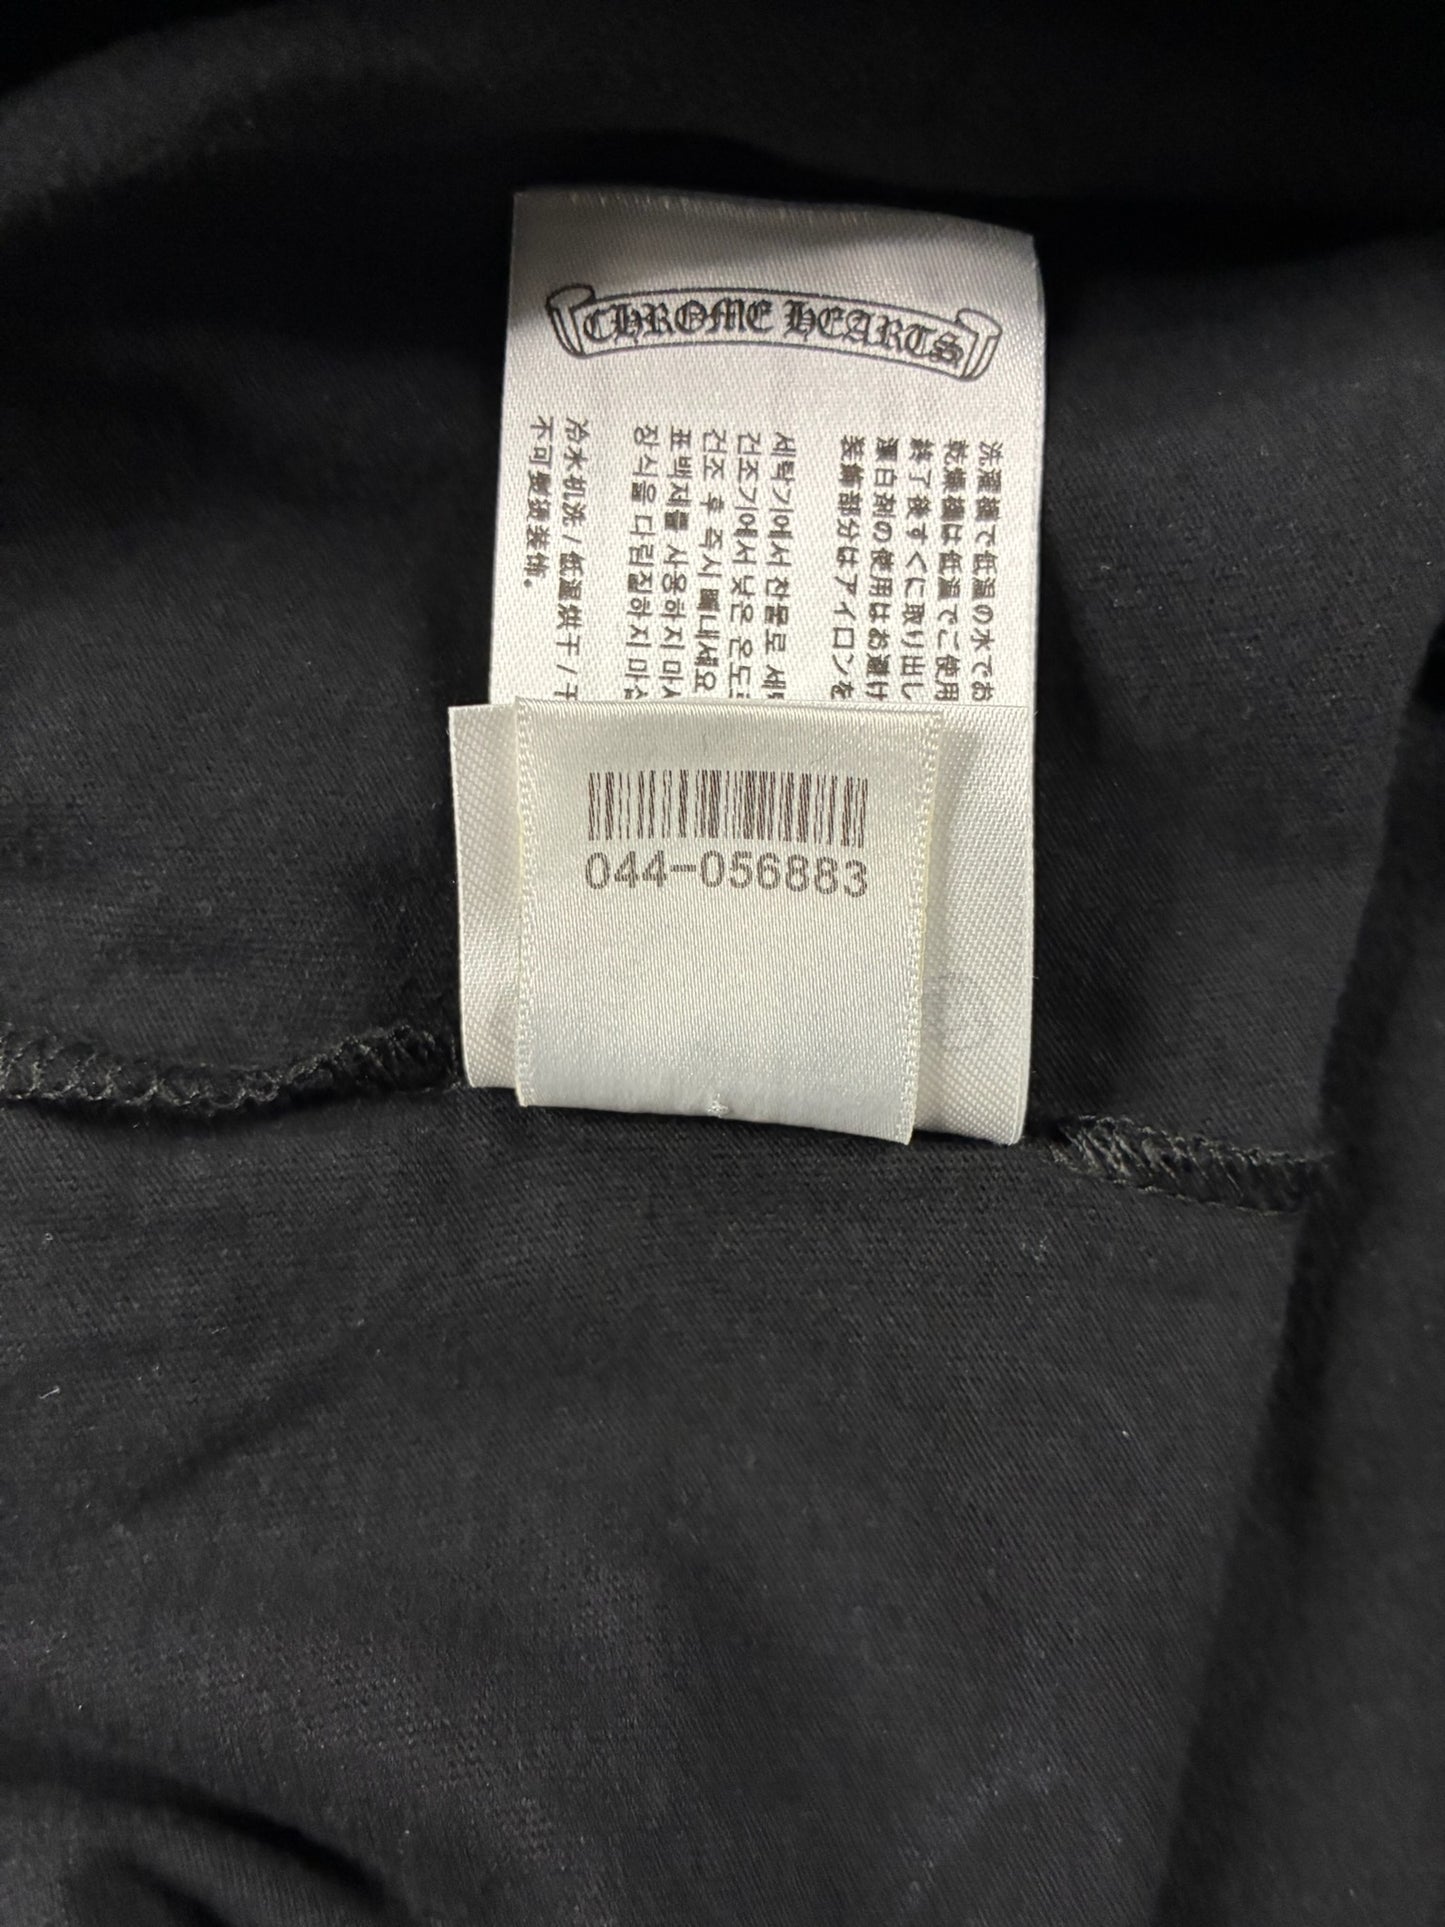 CHROME HEARTS
洗濯機で低温の水でお
乾燥機は低温でご使用
終了後すぐに取り出し
漂白剤の使用はお避け
装飾部分はアイロンを
세탁기에서 찬물로 세탁
건조기에서 낮은 온도로
건조 후 즉시 빼내세요
표백제를 사용하지 마시
장식을 다림질하지 마십
冷水机洗 / 低温烘干 / 干
不可熨烫装饰。
044-056883